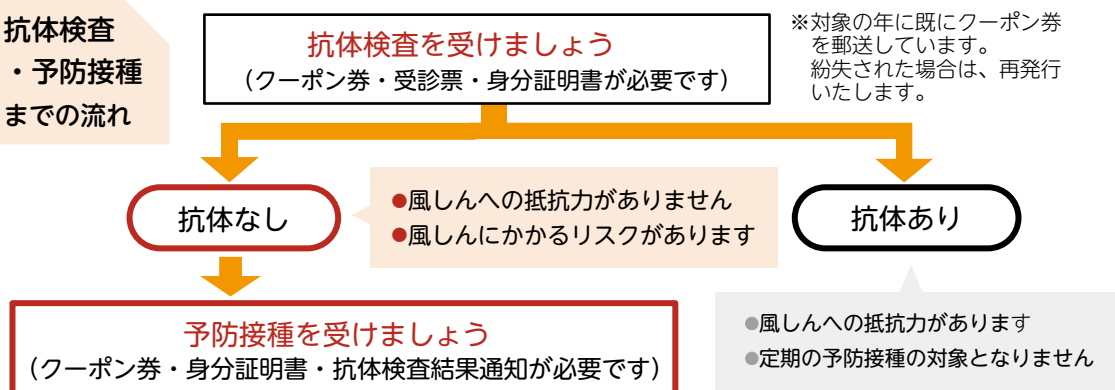 抗体検査
・予防接種
までの流れ
抗体検査を受けましょう
（クーポン券・受診票・身分証明書が必要です）
※対象の年に既にクーポン券
を郵送しています。
紛失された場合は、再発行
いたします。
抗体なし
●風しんへの抵抗力がありません
●風しんにかかるリスクがあります
抗体あり
予防接種を受けましょう
（クーポン券・身分証明書・抗体検査結果通知が必要です）
●風しんへの抵抗力があります
●定期の予防接種の対象となりません